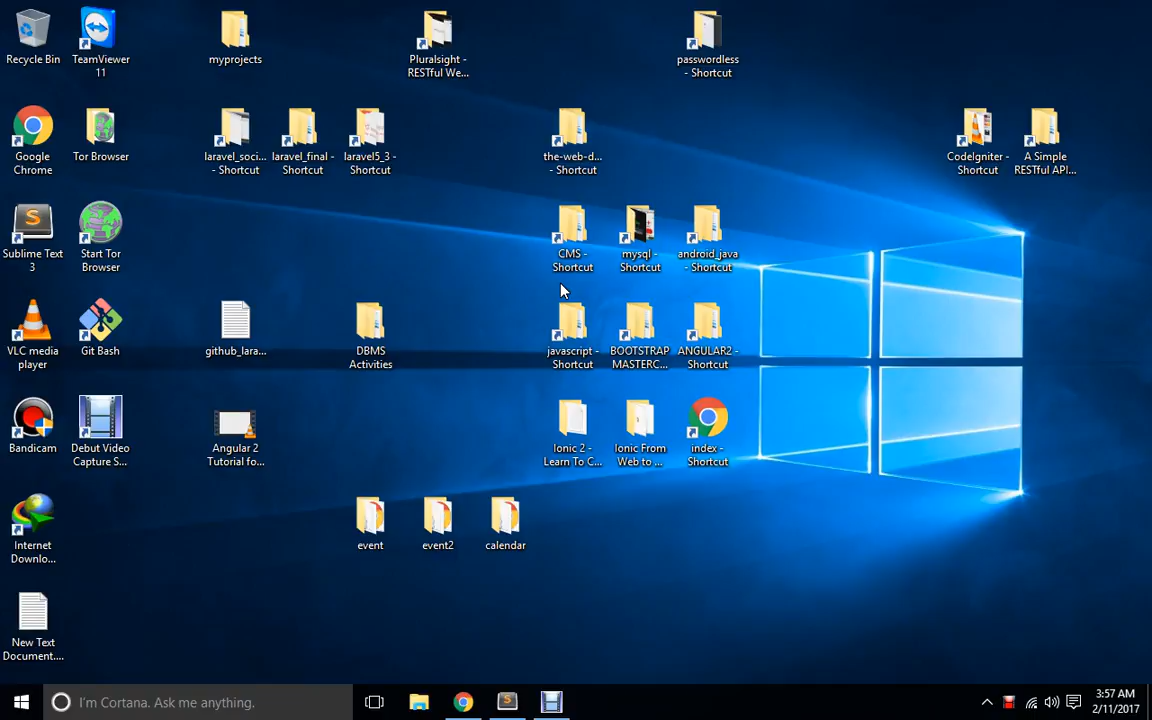 Recycle Bin
TeamViewer
11
myprojects
Pluralsight -
RESTful We...
passwordless
- Shortcut
Google
Chrome
Tor Browser
laravel_soci...
- Shortcut
laravel_final -
Shortcut
laravel5_3 -
Shortcut
the-web-d...
- Shortcut
CodeIgniter -
Shortcut
A Simple
RESTful API...
Sublime Text
3
Start Tor
Browser
CMS -
Shortcut
mysql -
Shortcut
android_java
- Shortcut
VLC media
player
Git Bash
github_lara...
DBMS
Activities
javascript -
Shortcut
BOOTSTRAP
MASTERC...
ANGULAR2 -
Shortcut
Bandicam
Debut Video
Capture S...
Angular 2
Tutorial fo...
Ionic 2 -
Learn To C...
Ionic From
Web to ...
index -
Shortcut
Internet
Downlo...
event
event2
calendar
New Text
Document....
I'm Cortana. Ask me anything.
3:57 AM
2/11/2017